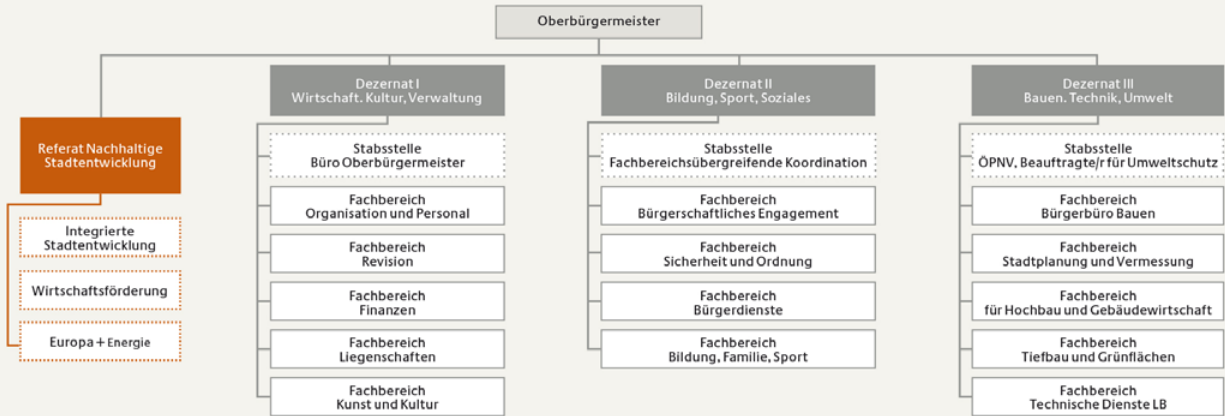 Oberbürgermeister
Referat Nachhaltige
Stadtentwicklung
Integrierte
Stadtentwicklung
Wirtschaftsförderung
Europa + Energie
Dezernat I
Wirtschaft. Kultur, Verwaltung
Stabsstelle
Büro Oberbürgermeister
Fachbereich
Organisation und Personal
Fachbereich
Revision
Fachbereich
Finanzen
Fachbereich
Liegenschaften
Fachbereich
Kunst und Kultur
Dezernat II
Bildung, Sport, Soziales
Stabsstelle
Fachbereichsübergreifende Koordination
Fachbereich
Bürgerschaftliches Engagement
Fachbereich
Sicherheit und Ordnung
Fachbereich
Bürgerdienste
Fachbereich
Bildung, Familie, Sport
Dezernat III
Bauen. Technik, Umwelt
Stabsstelle
ÖPNV, Beauftragte/r für Umweltschutz
Fachbereich
Bürgerbüro Bauen
Fachbereich
Stadtplanung und Vermessung
Fachbereich
für Hochbau und Gebäudewirtschaft
Fachbereich
Tiefbau und Grünflächen
Fachbereich
Technische Dienste LB